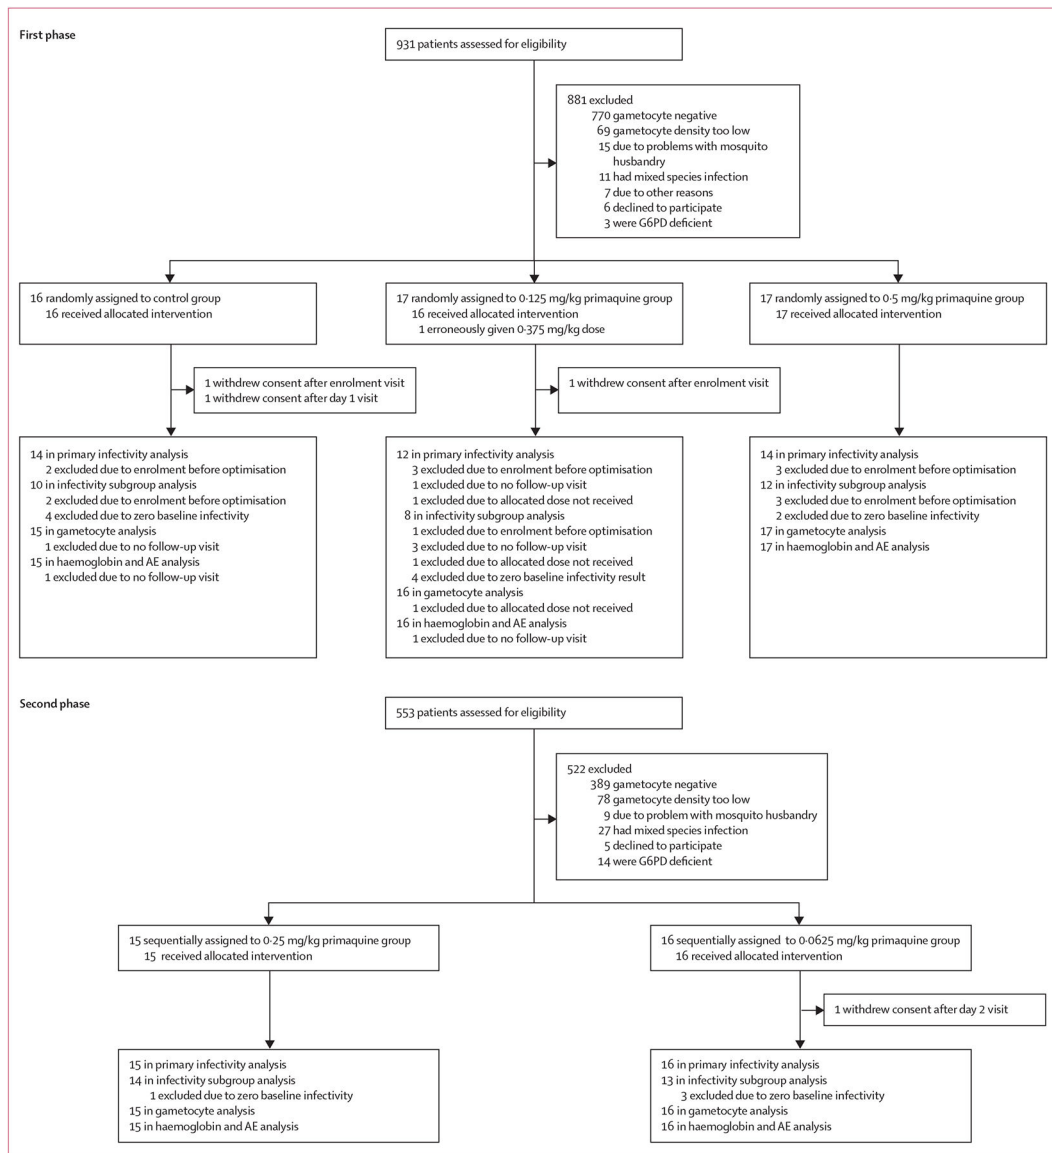 First phase
931 patients assessed for eligibility
881 excluded
770 gametocyte negative
69 gametocyte density too low
15 due to problems with mosquito
husbandry
11 had mixed species infection
7 due to other reasons
6 declined to participate
3 were G6PD deficient
16 randomly assigned to control group
16 received allocated intervention
17 randomly assigned to 0·125 mg/kg primaquine group
16 received allocated intervention
1 erroneously given 0·375 mg/kg dose
17 randomly assigned to 0·5 mg/kg primaquine group
17 received allocated intervention
1 withdrew consent after enrolment visit
1 withdrew consent after day 1 visit
1 withdrew consent after enrolment visit
14 in primary infectivity analysis
2 excluded due to enrolment before optimisation
10 in infectivity subgroup analysis
2 excluded due to enrolment before optimisation
4 excluded due to zero baseline infectivity
15 in gametocyte analysis
1 excluded due to no follow-up visit
15 in haemoglobin and AE analysis
1 excluded due to no follow-up visit
12 in primary infectivity analysis
3 excluded due to enrolment before optimisation
1 excluded due to no follow-up visit
1 excluded due to allocated dose not received
8 in infectivity subgroup analysis
1 excluded due to enrolment before optimisation
3 excluded due to no follow-up visit
1 excluded due to allocated dose not received
4 excluded due to zero baseline infectivity result
16 in gametocyte analysis
1 excluded due to allocated dose not received
16 in haemoglobin and AE analysis
1 excluded due to no follow-up visit
14 in primary infectivity analysis
3 excluded due to enrolment before optimisation
12 in infectivity subgroup analysis
3 excluded due to enrolment before optimisation
2 excluded due to zero baseline infectivity
17 in gametocyte analysis
17 in haemoglobin and AE analysis
Second phase
553 patients assessed for eligibility
522 excluded
389 gametocyte negative
78 gametocyte density too low
9 due to problem with mosquito husbandry
27 had mixed species infection
5 declined to participate
14 were G6PD deficient
15 sequentially assigned to 0·25 mg/kg primaquine group
15 received allocated intervention
16 sequentially assigned to 0·0625 mg/kg primaquine group
16 received allocated intervention
1 withdrew consent after day 2 visit
15 in primary infectivity analysis
14 in infectivity subgroup analysis
1 excluded due to zero baseline infectivity
15 in gametocyte analysis
15 in haemoglobin and AE analysis
16 in primary infectivity analysis
13 in infectivity subgroup analysis
3 excluded due to zero baseline infectivity
16 in gametocyte analysis
16 in haemoglobin and AE analysis